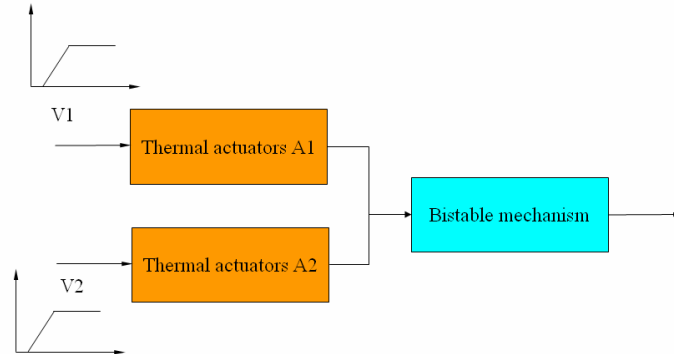 V1
Thermal actuators A1
Bistable mechanism
Thermal actuators A2
V2